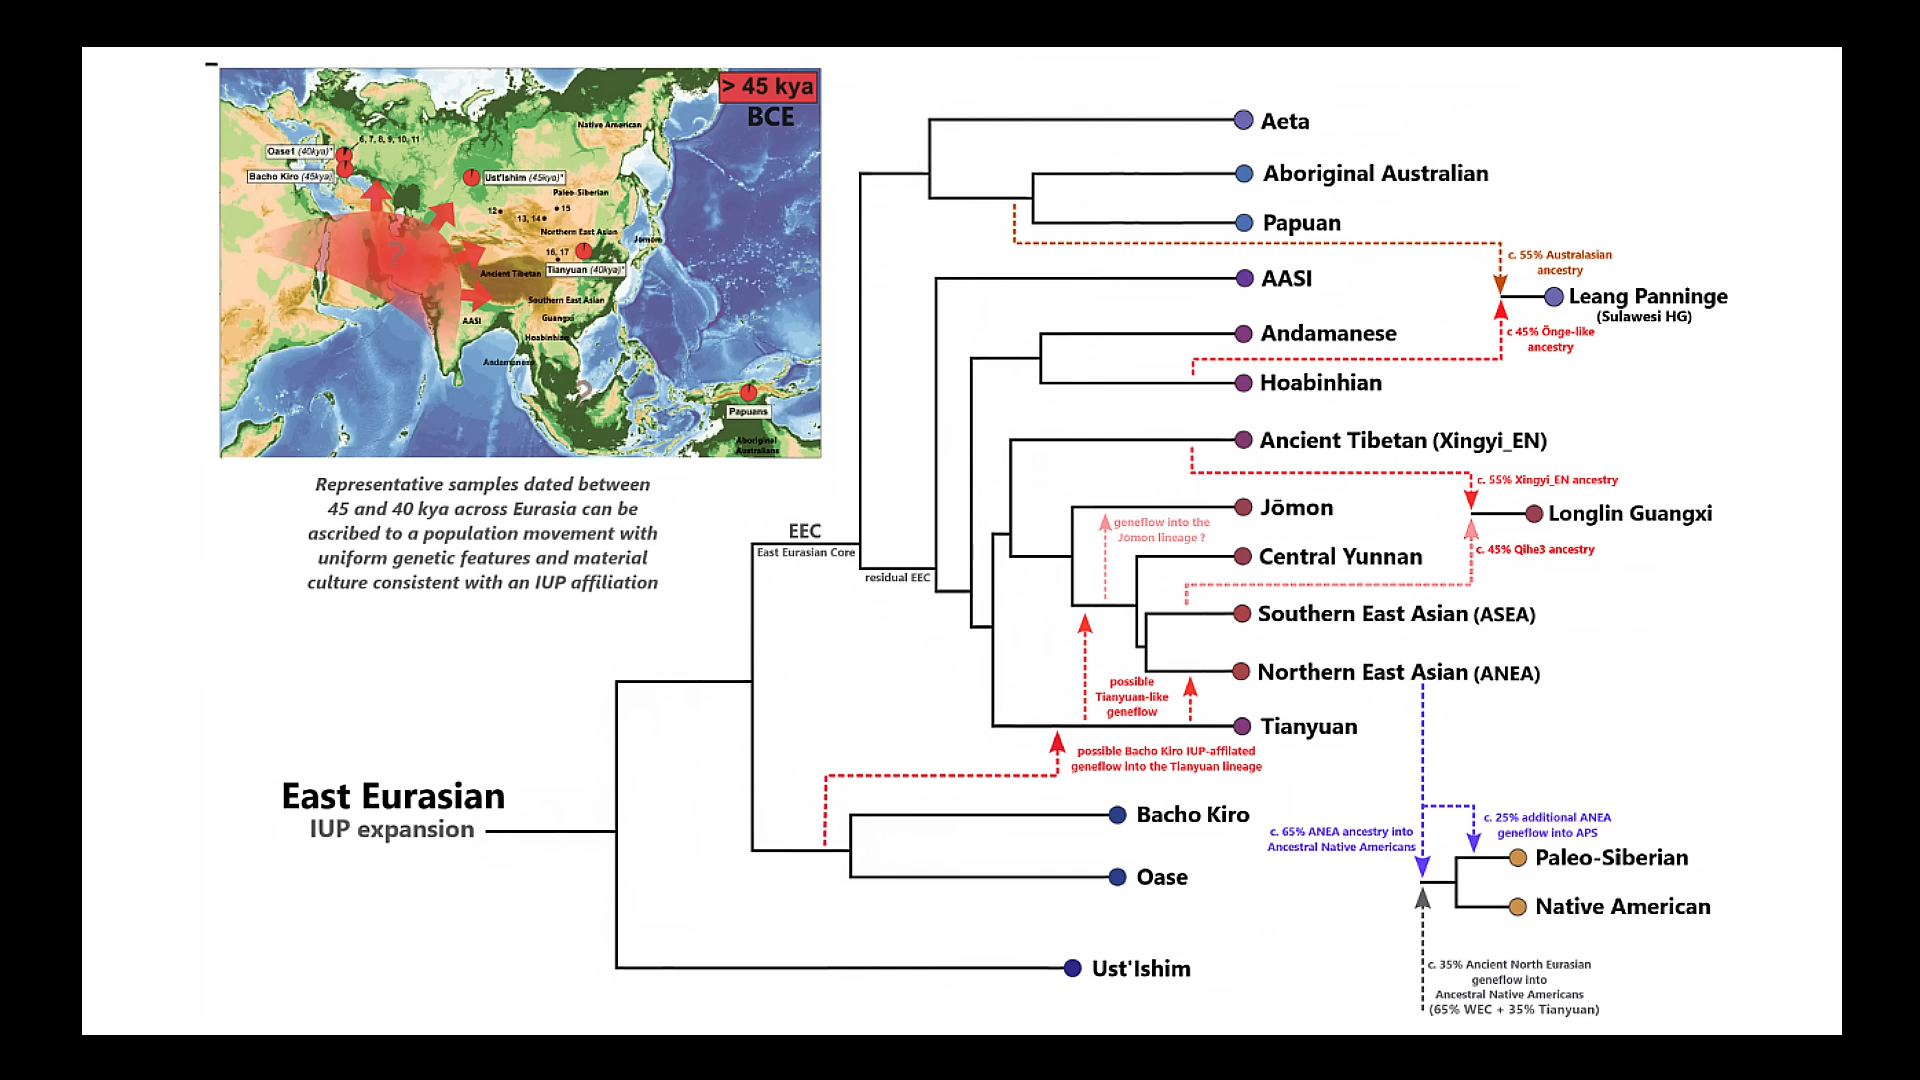 > 45 kya
BCE
Native American
6, 7, 8, 9, 10, 11
Oase1 (40kya)*
Bacho Kiro (45kya)
Ust'Ishim (45kya)*
Paleo-Siberian
12
15
13, 14
Northern East Asian
Jomon
16, 17
?
Ancient Tibetan
Tianyuan (40kya)*
Southern East Asian
Guangxi
AASI
Hoabinhian
Andamanese
?
Papuans
Aboriginal
Australians
Representative samples dated between
45 and 40 kya across Eurasia can be
ascribed to a population movement with
uniform genetic features and material
culture consistent with an IUP affiliation
East Eurasian
IUP expansion
EEC
East Eurasian Core
residual EEC
Aeta
Aboriginal Australian
Papuan
c. 55% Australasian
ancestry
Leang Panninge
(Sulawesi HG)
c 45% Önge-like
ancestry
AASI
Andamanese
Hoabinhian
Ancient Tibetan (Xingyi_EN)
c. 55% Xingyi_EN ancestry
Longlin Guangxi
c. 45% Qihe3 ancestry
Jōmon
geneflow into the
Jomon lineage ?
Central Yunnan
Southern East Asian (ASEA)
Northern East Asian (ANEA)
possible
Tianyuan-like
geneflow
Tianyuan
possible Bacho Kiro IUP-affilated
geneflow into the Tianyuan lineage
Bacho Kiro
Oase
Ust'Ishim
c. 65% ANEA ancestry into
Ancestral Native Americans
c. 25% additional ANEA
geneflow into APS
Paleo-Siberian
Native American
c. 35% Ancient North Eurasian
geneflow into
Ancestral Native Americans
(65% WEC + 35% Tianyuan)